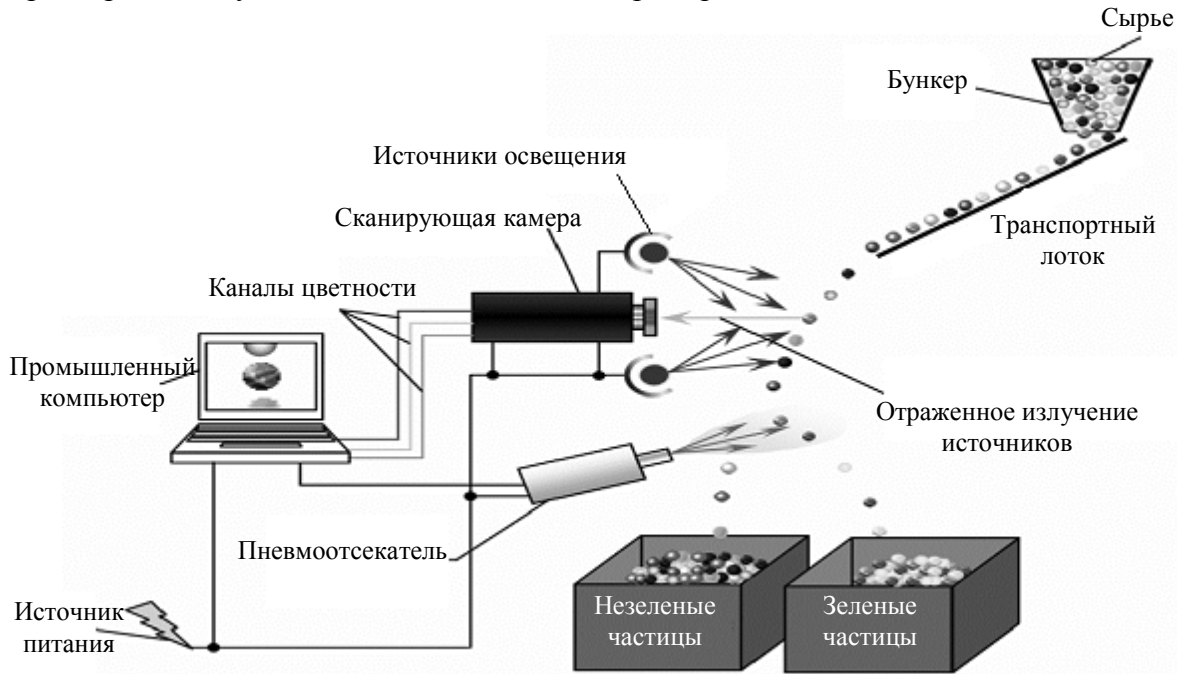 Сырье
Бункер
Источники освещения
Сканирующая камера
Транспортный
лоток
Каналы цветности
Промышленный
компьютер
Отраженное излучение
источников
Пневмоотсекатель
Незеленые
частицы
Зеленые
частицы
Источник
питания